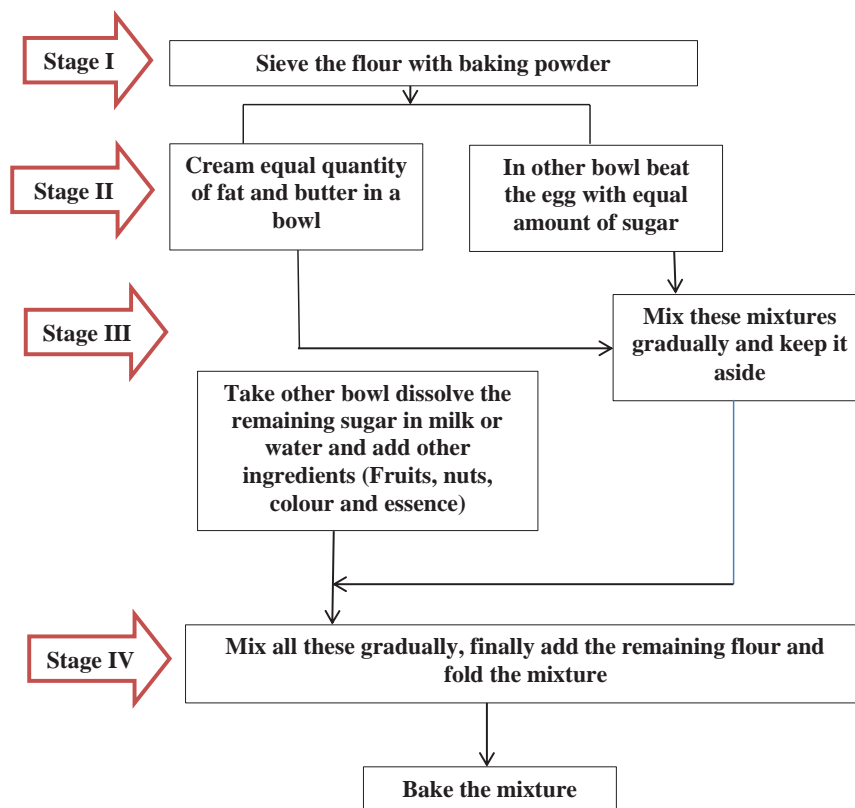 Stage I
Sieve the flour with baking powder
Stage II
Cream equal quantity
of fat and butter in a
bowl
In other bowl beat
the egg with equal
amount of sugar
Stage III
Mix these mixtures
gradually and keep it
aside
Take other bowl dissolve the
remaining sugar in milk or
water and add other
ingredients (Fruits, nuts,
colour and essence)
Stage IV
Mix all these gradually, finally add the remaining flour and
fold the mixture
Bake the mixture